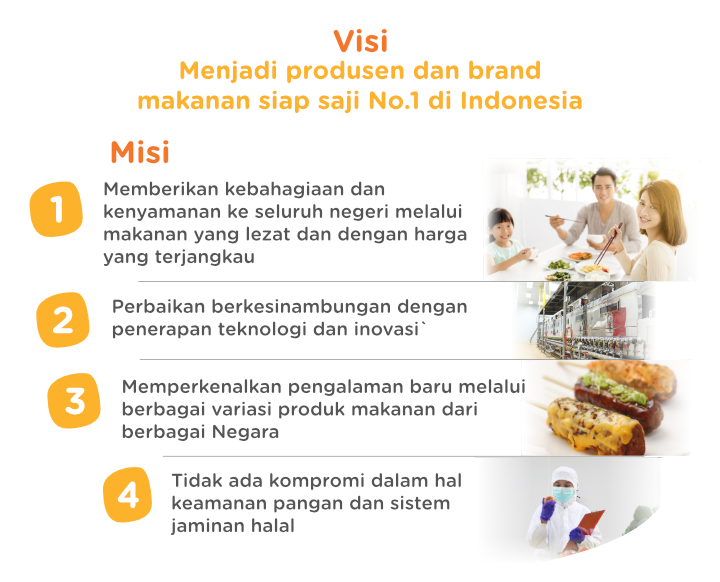 Visi
Menjadi produsen dan brand
makanan siap saji No.1 di Indonesia
Misi
1
Memberikan kebahagiaan dan
kenyamanan ke seluruh negeri melalui
makanan yang lezat dan dengan harga
yang terjangkau
2
Perbaikan berkesinambungan dengan
penerapan teknologi dan inovasi`
3
Memperkenalkan pengalaman baru melalui
berbagai variasi produk makanan dari
berbagai Negara
4
Tidak ada kompromi dalam hal
keamanan pangan dan sistem
jaminan halal